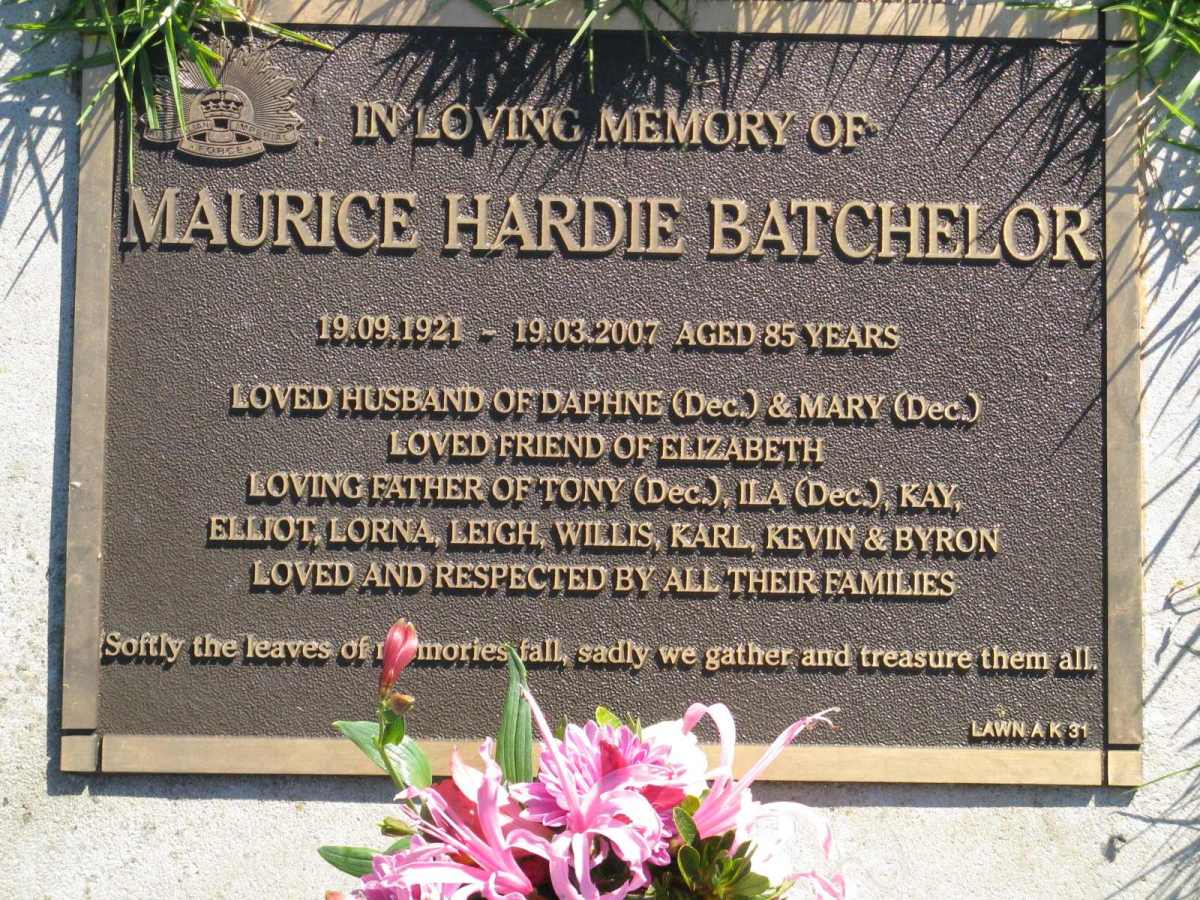 IN LOVING MEMORY OF
MAURICE HARDIE BATCHELOR
19.09.1921 - 19.03.2007 AGED 85 YEARS
LOVED HUSBAND OF DAPHNE (Dec.) & MARY (Dec.)
LOVED FRIEND OF ELIZABETH
LOVING FATHER OF TONY (Dec.), ILA (Dec.), KAY,
ELLIOT, LORNA, LEIGH, WILLIS, KARL, KEVIN & BYRON
LOVED AND RESPECTED BY ALL THEIR FAMILIES
Softly the leaves of memories fall, sadly we gather and treasure them all.
LAWN A K 31
FORCE